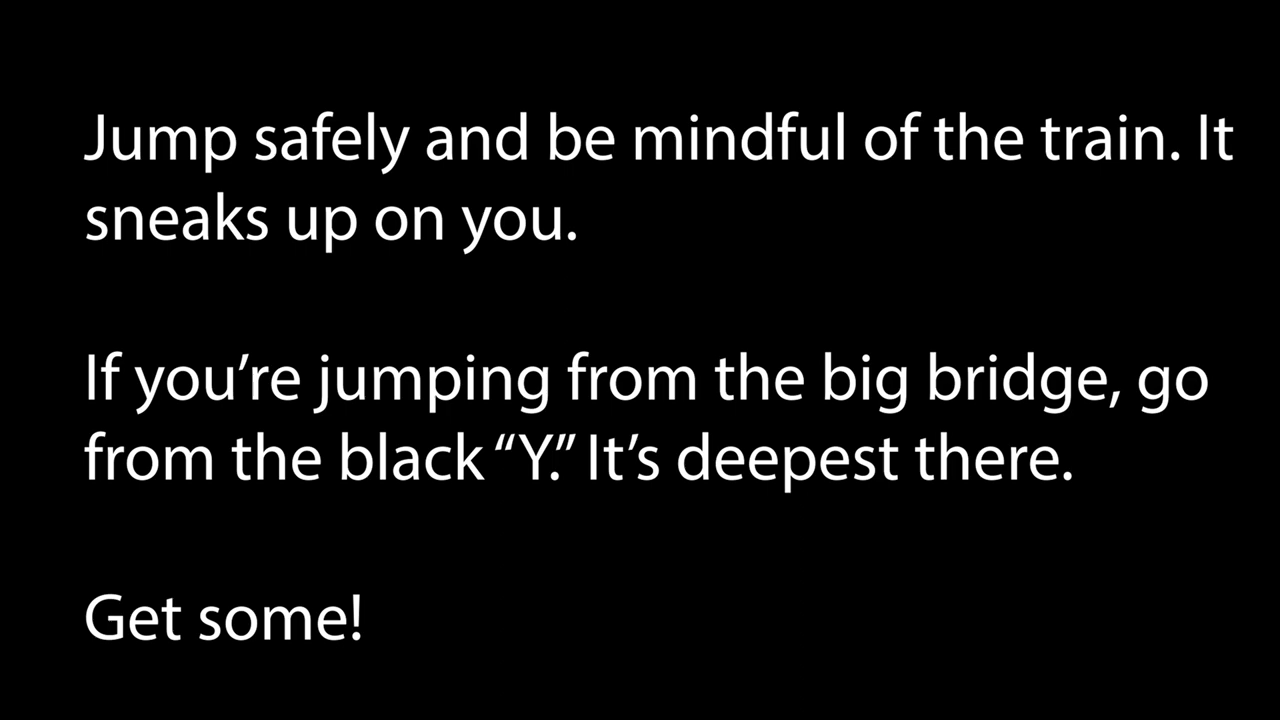 Jump safely and be mindful of the train. It
sneaks up on you.
If you’re jumping from the big bridge, go
from the black “Y.” It’s deepest there.
Get some!